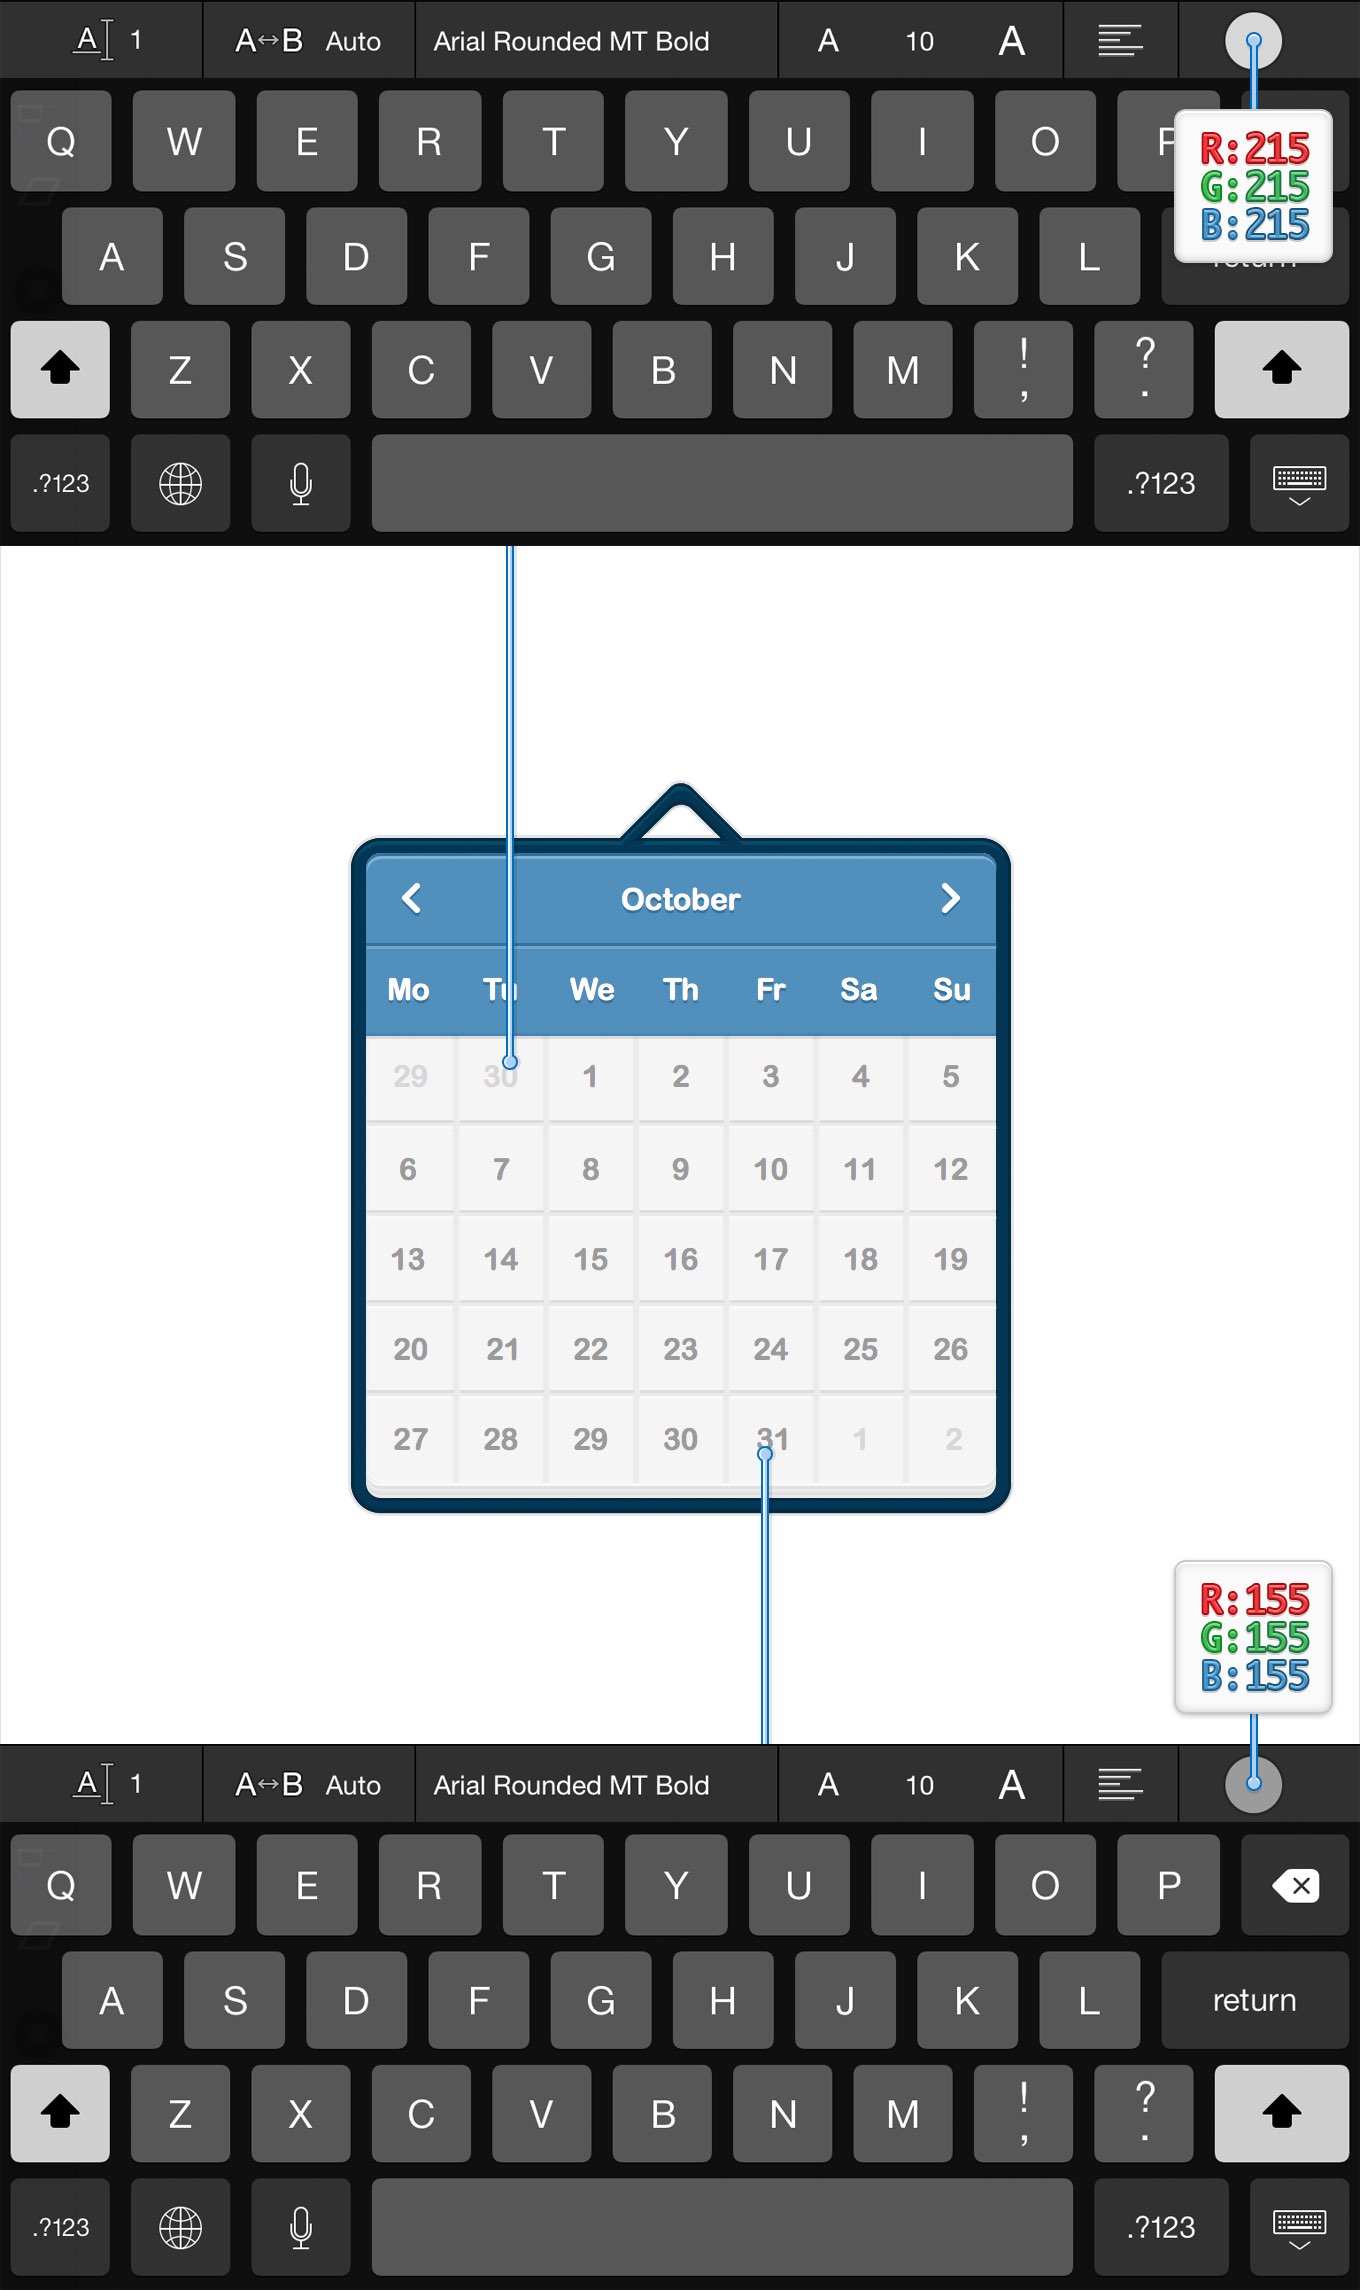 A 1 A↔B Auto Arial Rounded MT Bold A 10 A
Q W E R T Y U I O P
R:215
G:215
B:215
A S D F G H J K L return
Z X C V B N M ! , ? .
.?123 .?123
October
Mo Tu We Th Fr Sa Su
29 30 1 2 3 4 5
6 7 8 9 10 11 12
13 14 15 16 17 18 19
20 21 22 23 24 25 26
27 28 29 30 31 1 2
R:155
G:155
B:155
A 1 A↔B Auto Arial Rounded MT Bold A 10 A
Q W E R T Y U I O P
A S D F G H J K L return
Z X C V B N M ! , ? .
.?123 .?123